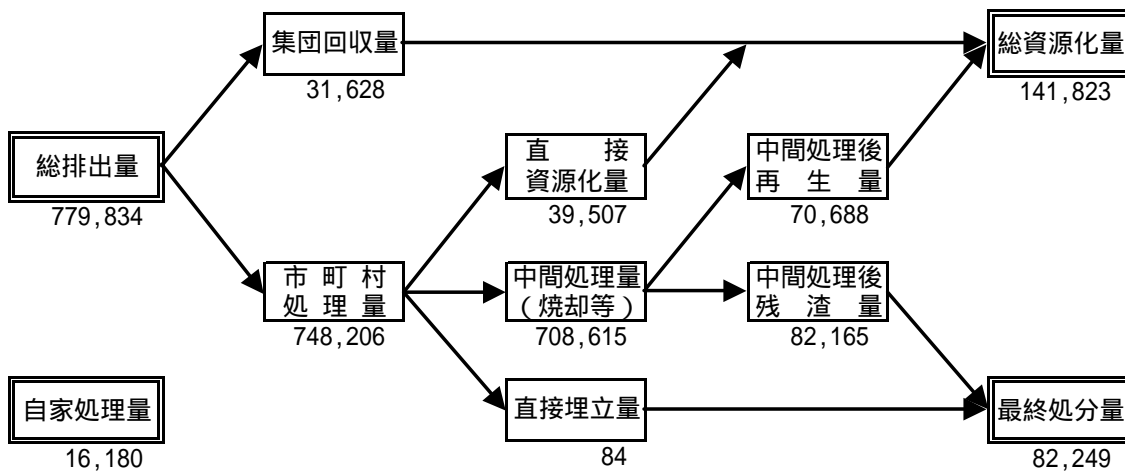 集団回収量
31,628
総資源化量
141,823
総排出量
779,834
直接
資源化量
39,507
中間処理後
再生量
70,688
市町村
処理量
748,206
中間処理量
（焼却等）
708,615
中間処理後
残渣量
82,165
自家処理量
16,180
直接埋立量
84
最終処分量
82,249